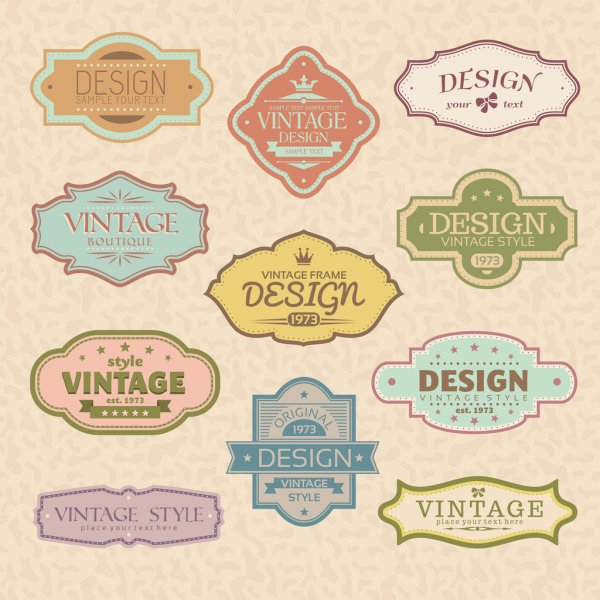 DESIGN
SAMPLE YOUR TEXT
SAMPLE TEXT SAMPLE TEXT
VINTAGE
DESIGN
SAMPLE TEXT
DESIGN
your text
VINTAGE
BOUTIQUE
DESIGN
VINTAGE STYLE
1973
VINTAGE FRAME
DESIGN
1973
style
VINTAGE
est. 1973
ORIGINAL
1973
DESIGN
VINTAGE
STYLE
DESIGN
VINTAGE STYLE
est. 1973
VINTAGE STYLE
place your text here
VINTAGE
place your text here